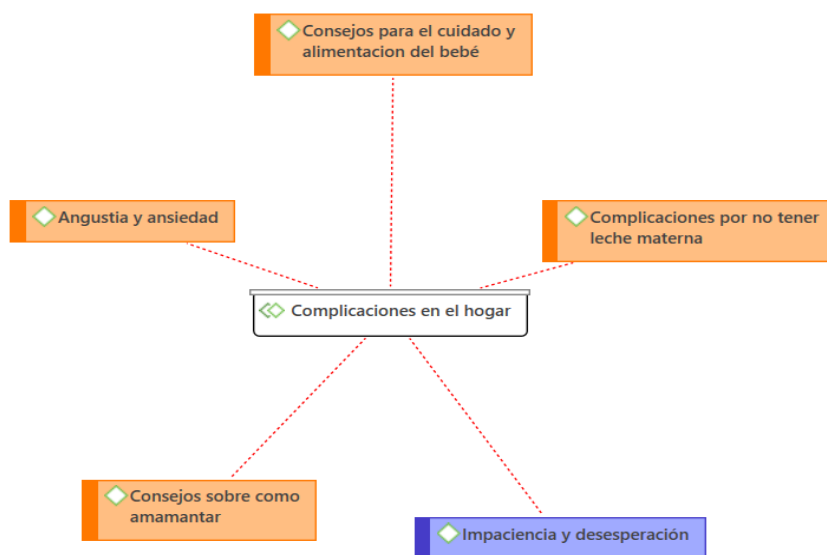 Consejos para el cuidado y
alimentacion del bebé
Angustia y ansiedad
Complicaciones por no tener
leche materna
Complicaciones en el hogar
Consejos sobre como
amamantar
Impaciencia y desesperación